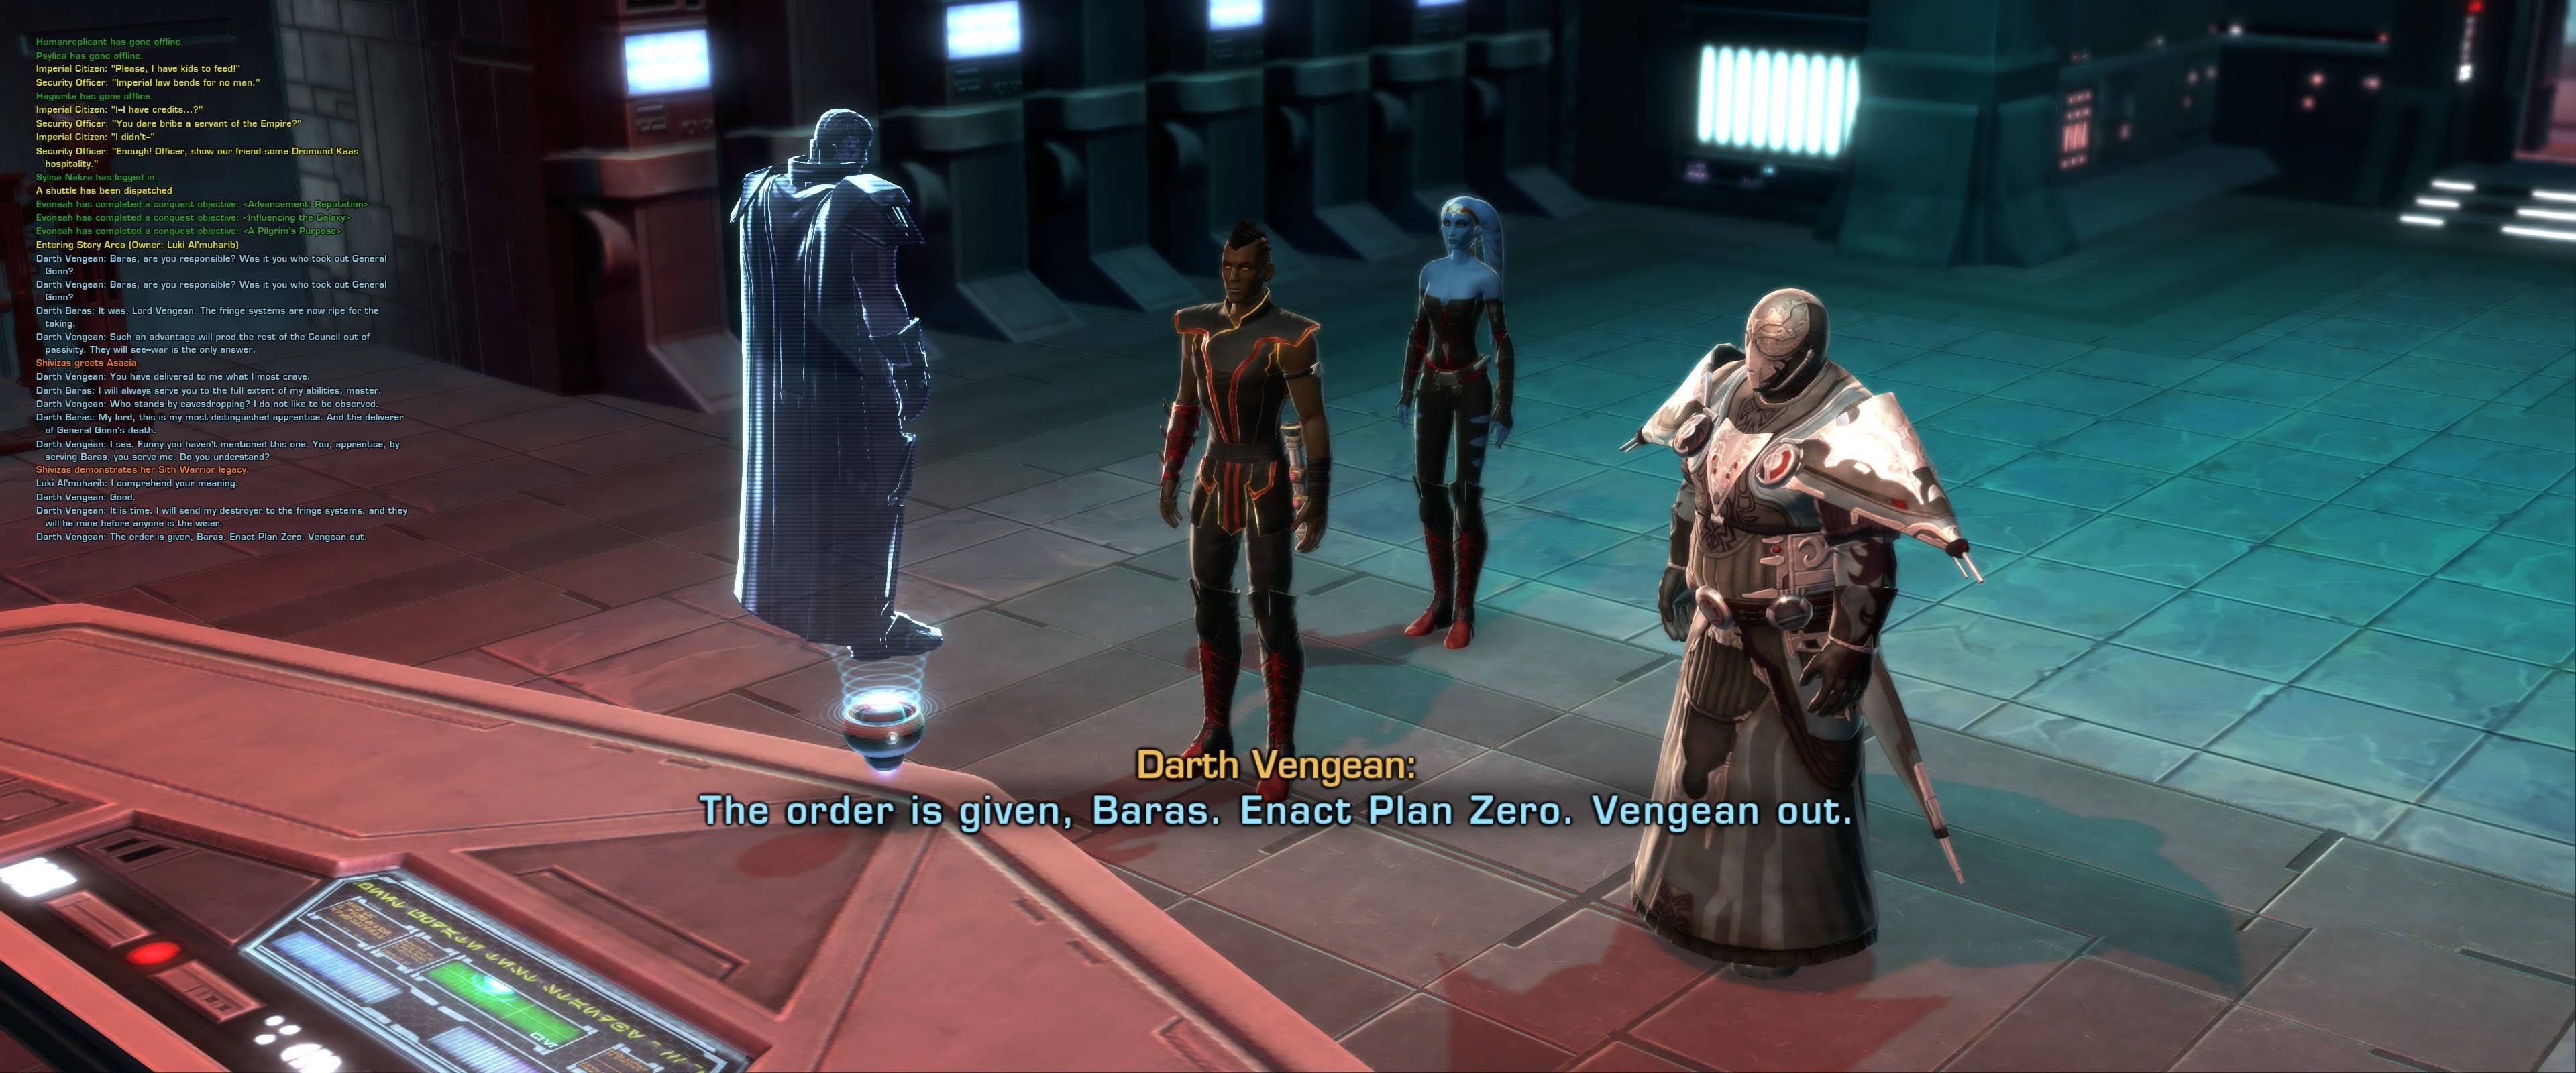 Humanreplicant has gone offline.
Psylica has gone offline.
Imperial Citizen: "Please, I have kids to feed!"
Security Officer: "Imperial law bends for no man."
Hagwrite has gone offline.
Imperial Citizen: "I–I have credits...?"
Security Officer: "You dare bribe a servant of the Empire?"
Imperial Citizen: "I didn't–"
Security Officer: "Enough! Officer, show our friend some Dromund Kaas
hospitality."
Sylisa Nakra has logged in.
A shuttle has been dispatched
Evoneah has completed a conquest objective: <Advancement: Reputation>
Evoneah has completed a conquest objective: <Influencing the Galaxy>
Evoneah has completed a conquest objective: <A Pilgrim's Purpose>
Entering Story Area (Owner: Luki Al'muharib)
Darth Vengean: Baras, are you responsible? Was it you who took out General
Gonn?
Darth Vengean: Baras, are you responsible? Was it you who took out General
Gonn?
Darth Baras: It was, Lord Vengean. The fringe systems are now ripe for the
taking.
Darth Vengean: Such an advantage will prod the rest of the Council out of
passivity. They will see–war is the only answer.
Shivizas greets Asaeia.
Darth Vengean: You have delivered to me what I most crave.
Darth Baras: I will always serve you to the full extent of my abilities, master.
Darth Vengean: Who stands by eavesdropping? I do not like to be observed.
Darth Baras: My lord, this is my most distinguished apprentice. And the deliverer
of General Gonn's death.
Darth Vengean: I see. Funny you haven't mentioned this one. You, apprentice, by
serving Baras, you serve me. Do you understand?
Shivizas demonstrates her Sith Warrior legacy.
Luki Al'muharib: I comprehend your meaning.
Darth Vengean: Good.
Darth Vengean: It is time. I will send my destroyer to the fringe systems, and they
will be mine before anyone is the wiser.
Darth Vengean: The order is given, Baras. Enact Plan Zero. Vengean out.
Darth Vengean:
The order is given, Baras. Enact Plan Zero. Vengean out.